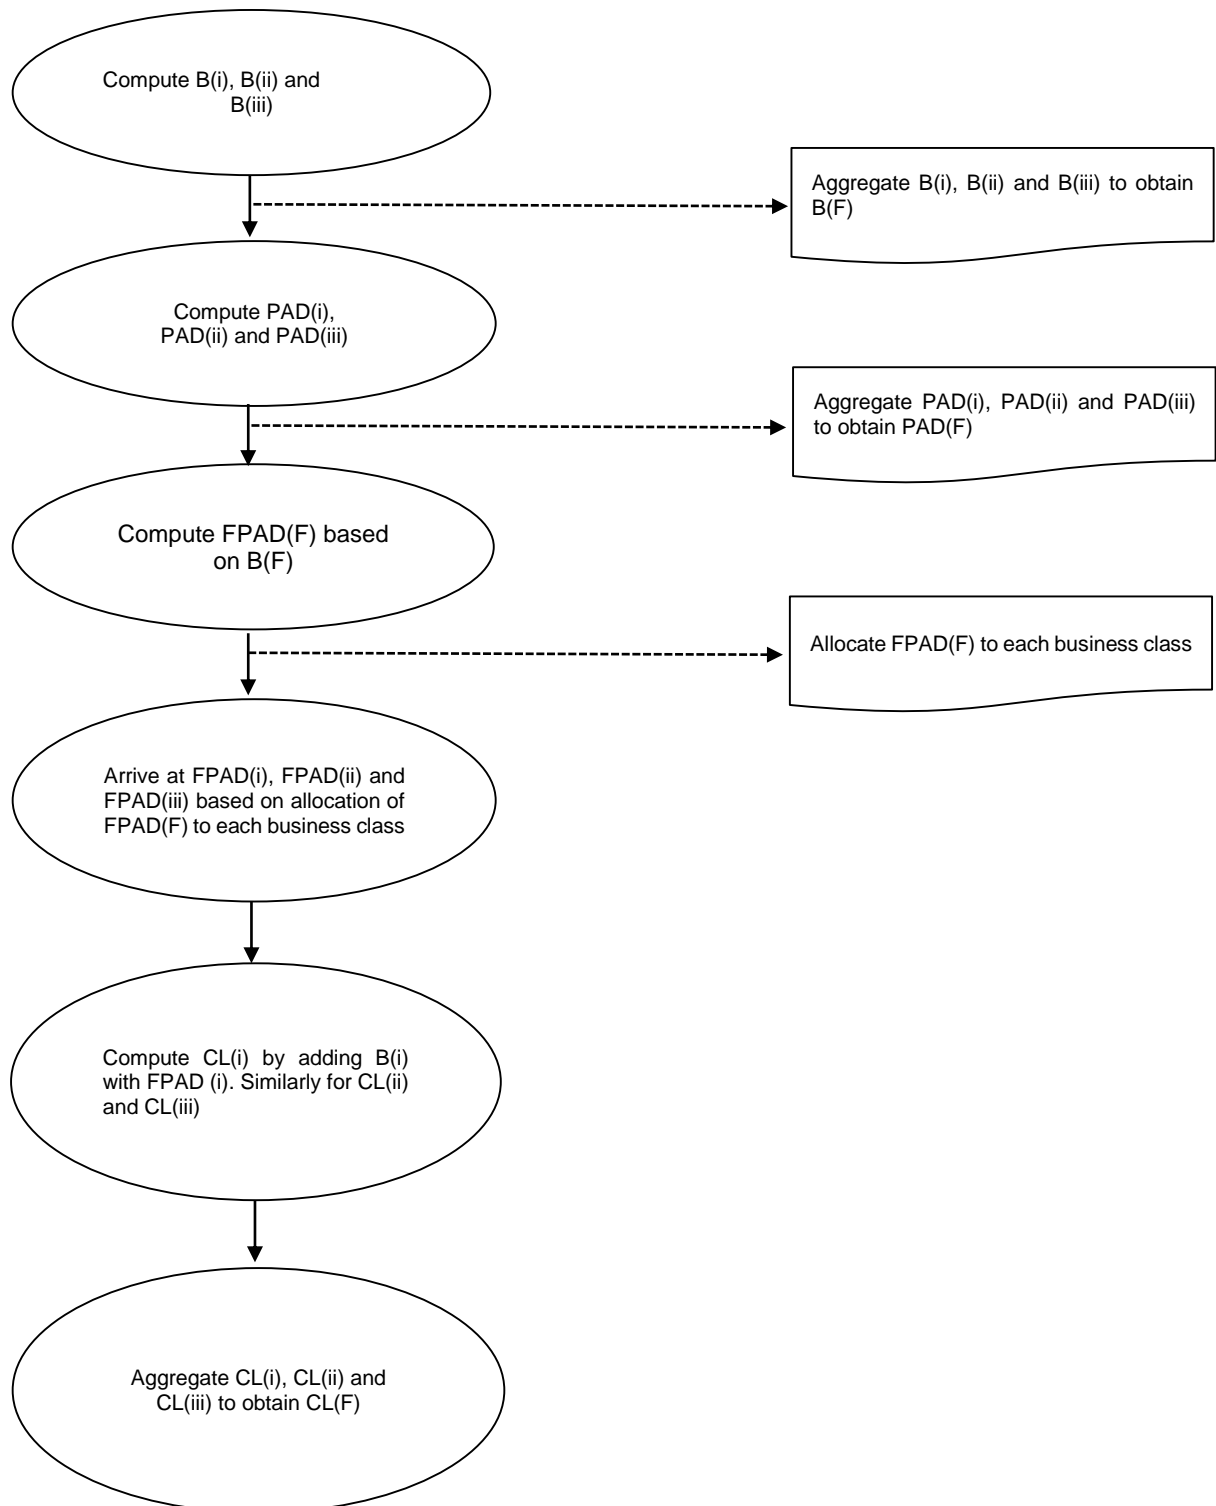 Compute B(i), B(ii) and
B(iii)
Aggregate B(i), B(ii) and B(iii) to obtain
B(F)
Compute PAD(i),
PAD(ii) and PAD(iii)
Aggregate PAD(i), PAD(ii) and PAD(iii)
to obtain PAD(F)
Compute FPAD(F) based
on B(F)
Allocate FPAD(F) to each business class
Arrive at FPAD(i), FPAD(ii) and
FPAD(iii) based on allocation of
FPAD(F) to each business class
Compute CL(i) by adding B(i)
with FPAD (i). Similarly for CL(ii)
and CL(iii)
Aggregate CL(i), CL(ii) and
CL(iii) to obtain CL(F)